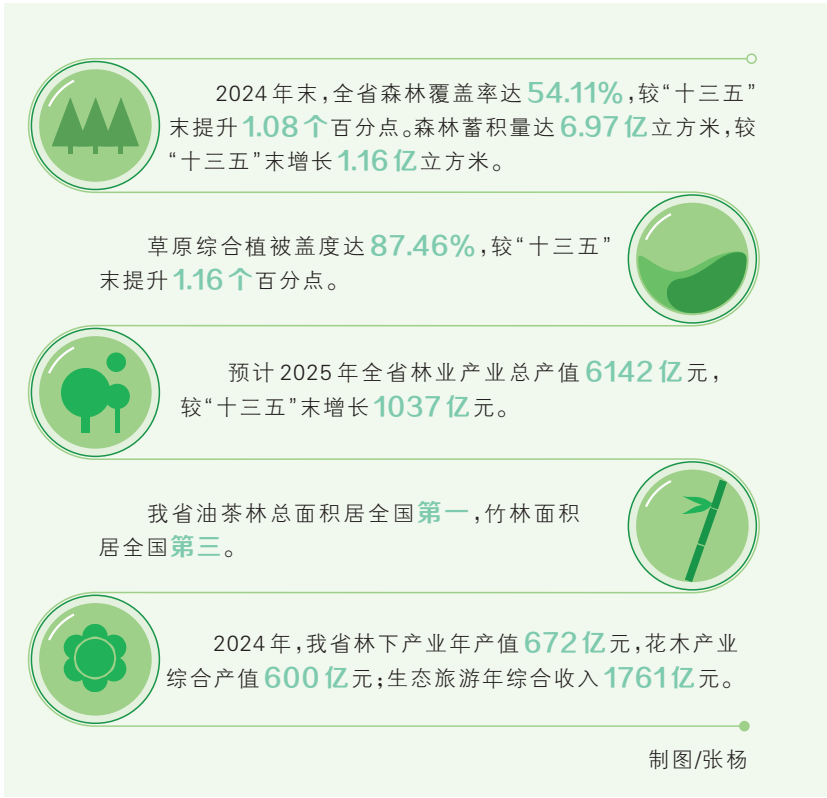 2024年末,全省森林覆盖率达54.11%,较“十三五”
末提升1.08个百分点。森林蓄积量达6.97亿立方米,较
“十三五”末增长1.16亿立方米。
草原综合植被盖度达87.46%,较“十三五”
末提升1.16个百分点。
预计2025年全省林业产业总产值6142亿元,
较“十三五”末增长1037亿元。
我省油茶林总面积居全国第一,竹林面积
居全国第三。
2024年,我省林下产业年产值672亿元,花木产业
综合产值600亿元;生态旅游年综合收入1761亿元。
制图/张杨